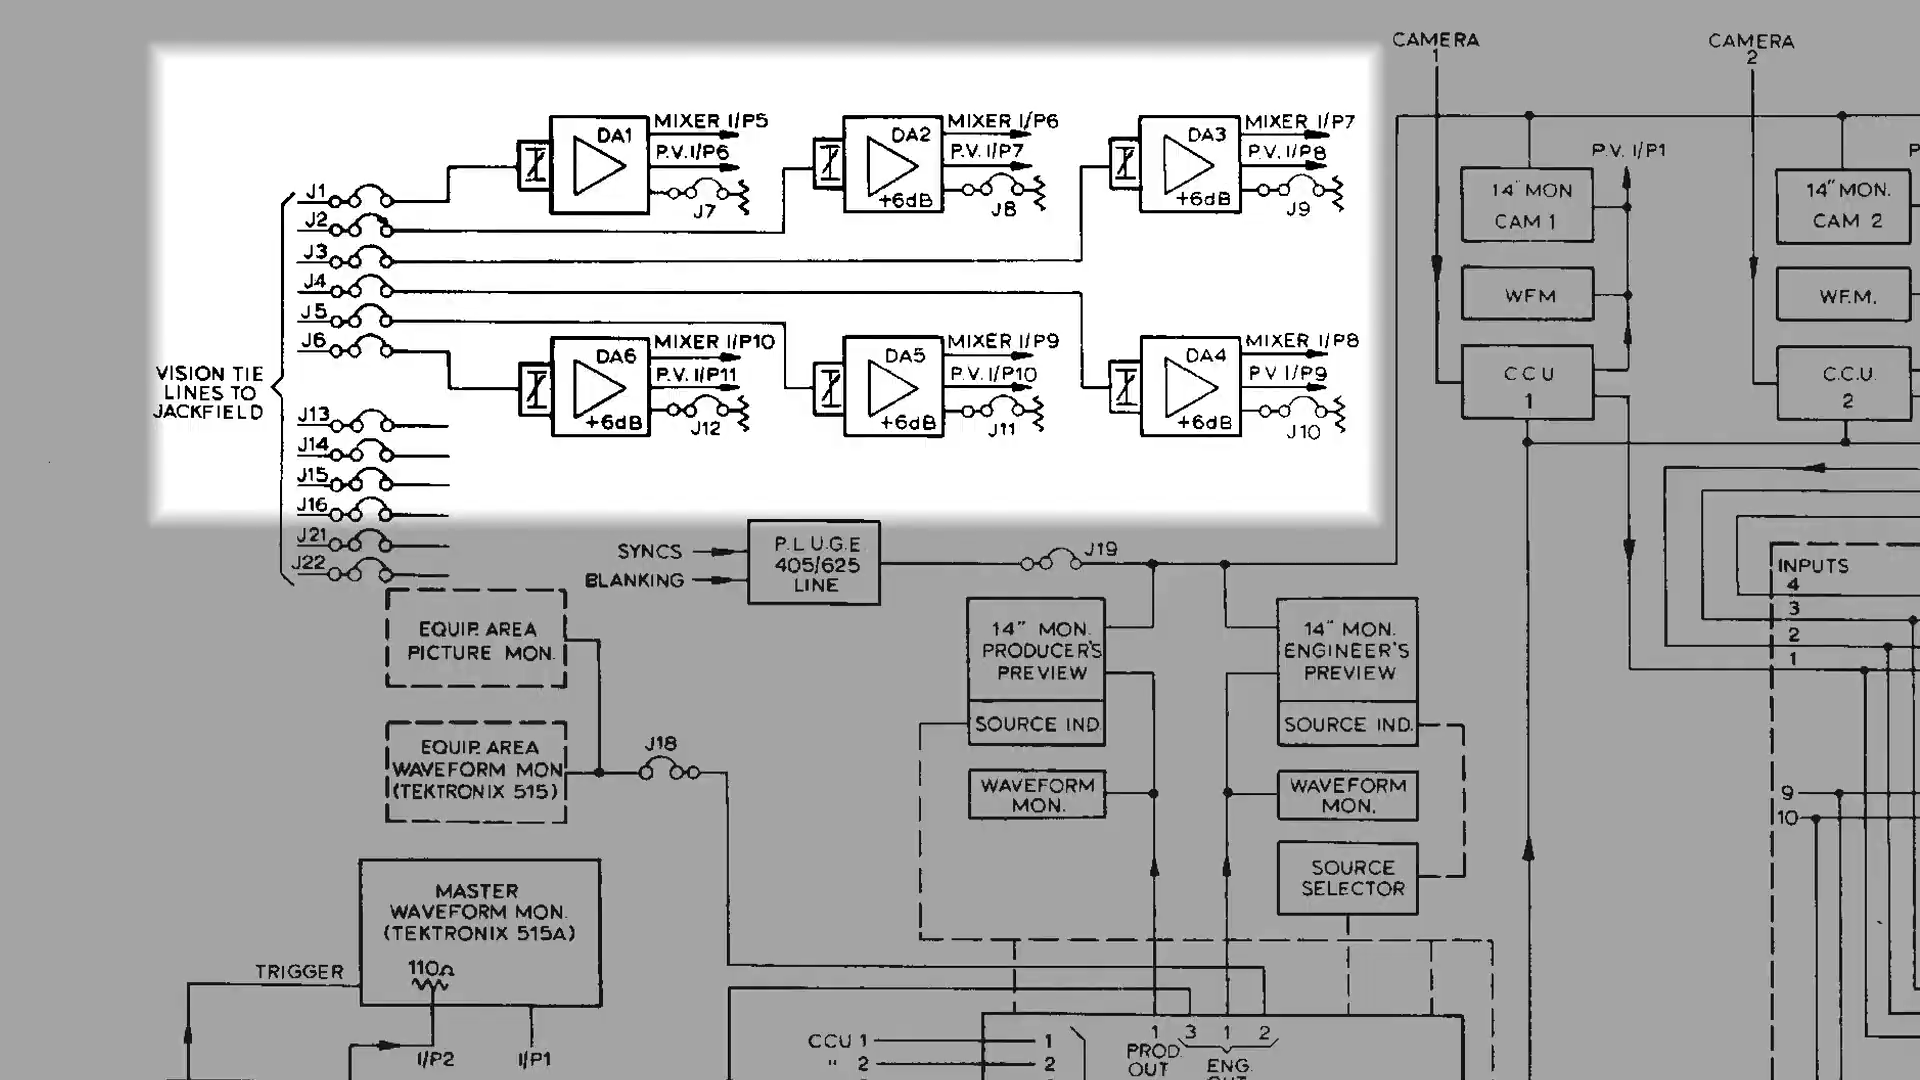 CAMERA
1
CAMERA
2
DA1
MIXER I/P5
P.V. I/P6
J7
DA2
+6dB
MIXER I/P6
P.V. I/P7
J8
DA3
+6dB
MIXER I/P7
P.V. I/P8
J9
J1
J2
J3
J4
J5
J6
VISION TIE
LINES TO
JACKFIELD
J13
J14
J15
J16
J21
J22
DA6
+6dB
MIXER I/P10
P.V. I/P11
J12
DA5
+6dB
MIXER I/P9
P.V. I/P10
J11
DA4
+6dB
MIXER I/P8
P V I/P9
J10
P.V. I/P1
14" MON
CAM 1
WFM
C C U
1
14" MON.
CAM 2
W.F.M.
C.C.U.
2
P
SYNCS
BLANKING
P.L.U.G.E.
405/625
LINE
J19
INPUTS
4
3
2
1
9
10
EQUIP. AREA
PICTURE MON.
EQUIP. AREA
WAVEFORM MON
(TEKTRONIX 515)
J18
14" MON.
PRODUCER'S
PREVIEW
SOURCE IND.
WAVEFORM
MON.
14" MON.
ENGINEER'S
PREVIEW
SOURCE IND.
WAVEFORM
MON.
SOURCE
SELECTOR
MASTER
WAVEFORM MON.
(TEKTRONIX 515A)
110Ω
TRIGGER
I/P2
I/P1
CCU 1
1
" 2
2
1 3 1 2
PROD.
OUT
ENG.
OUT